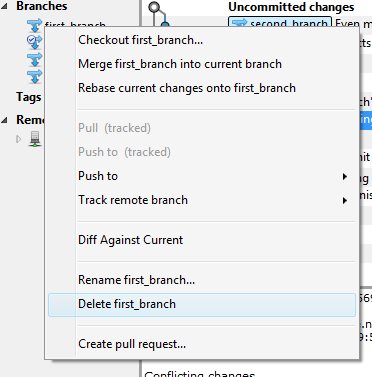 Branches
Uncommitted changes
first_branch
second_branch Even m
Checkout first_branch...
Merge first_branch into current branch
Rebase current changes onto first_branch
Tags
Pull (tracked)
Push to (tracked)
Push to
Track remote branch
Diff Against Current
Rename first_branch...
Delete first_branch
Create pull request...
Conflicting changes